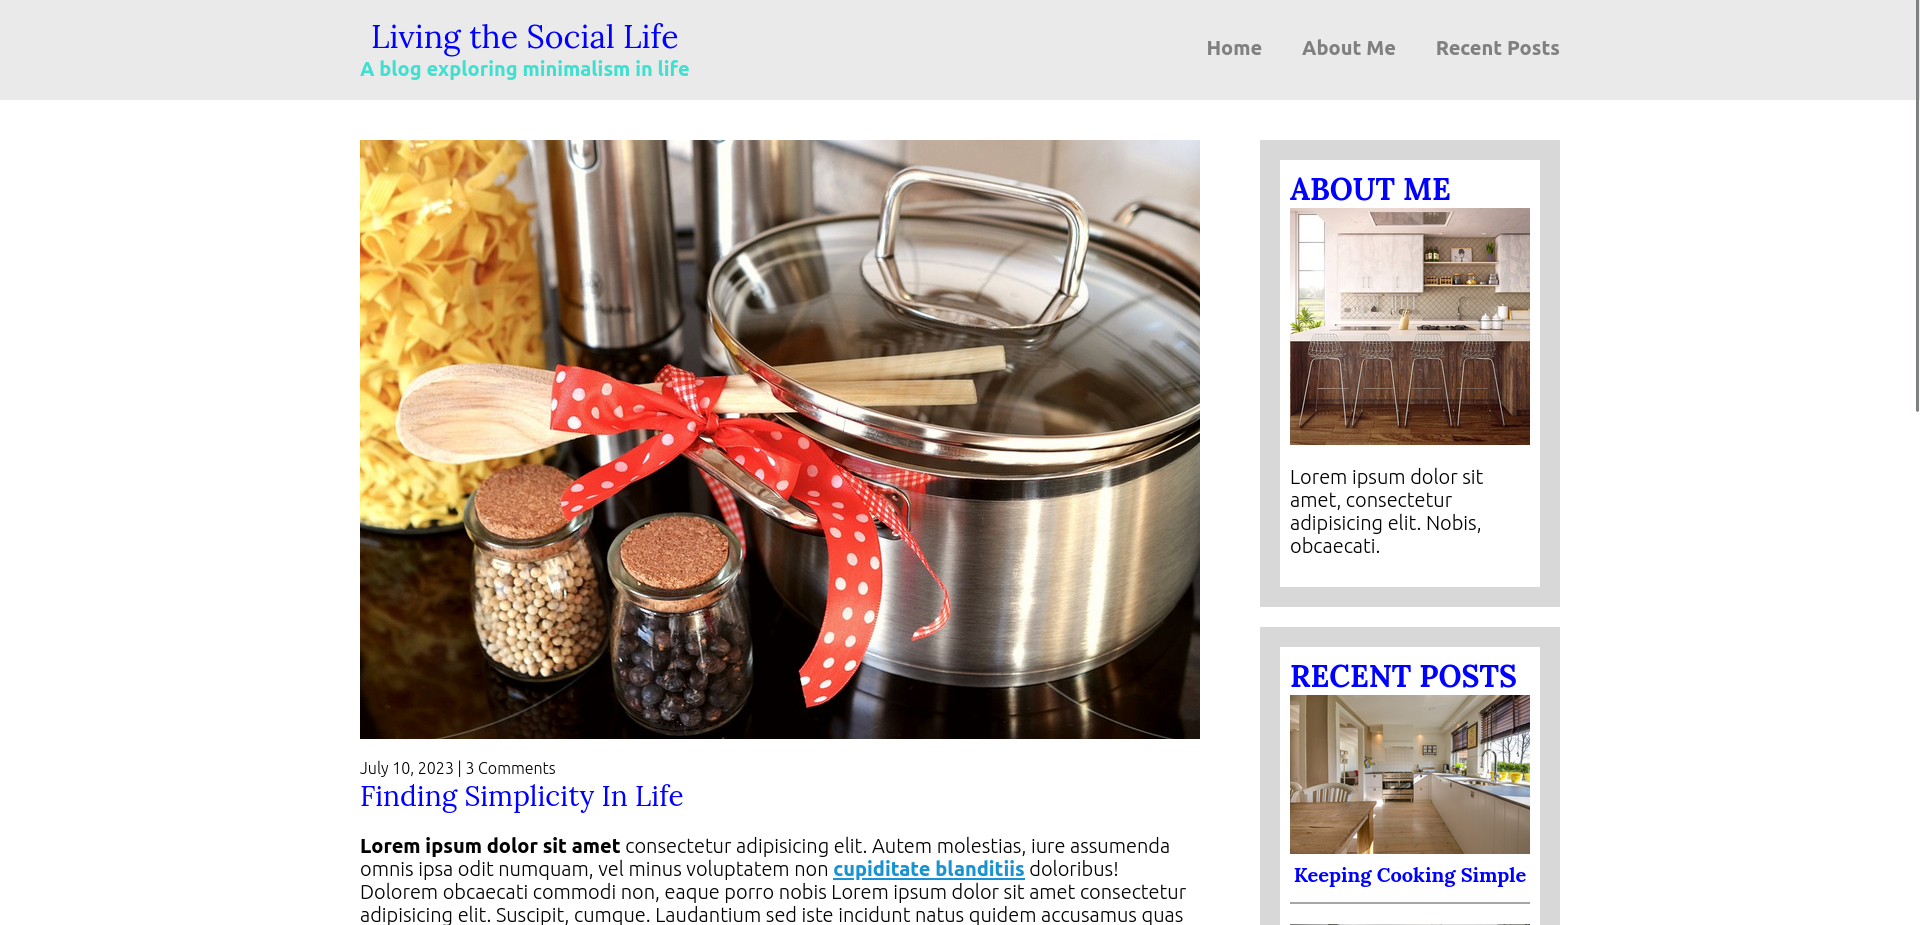 Living the Social Life
A blog exploring minimalism in life
Home
About Me
Recent Posts
July 10, 2023 | 3 Comments
Finding Simplicity In Life
Lorem ipsum dolor sit amet consectetur adipisicing elit. Autem molestias, iure assumenda
omnis ipsa odit numquam, vel minus voluptatem non cupiditate blanditiis doloribus!
Dolorem obcaecati commodi non, eaque porro nobis Lorem ipsum dolor sit amet consectetur
adipisicing elit. Suscipit, cumque. Laudantium sed iste incidunt natus quidem accusamus quas
ABOUT ME
Lorem ipsum dolor sit
amet, consectetur
adipisicing elit. Nobis,
obcaecati.
RECENT POSTS
Keeping Cooking Simple